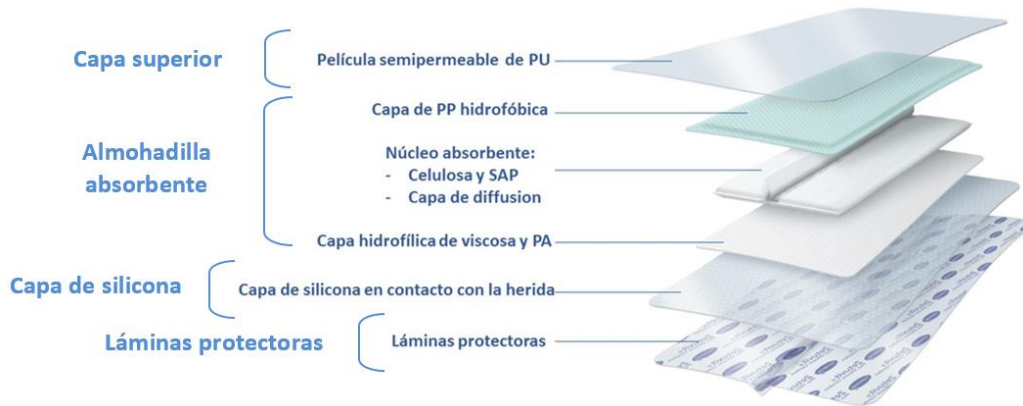 Capa superior
Película semipermeable de PU
Capa de PP hidrofóbica
Almohadilla
absorbente
Núcleo absorbente:
- Celulosa y SAP
- Capa de diffusion
Capa hidrofílica de viscosa y PA
Capa de silicona
Capa de silicona en contacto con la herida
Láminas protectoras
Láminas protectoras